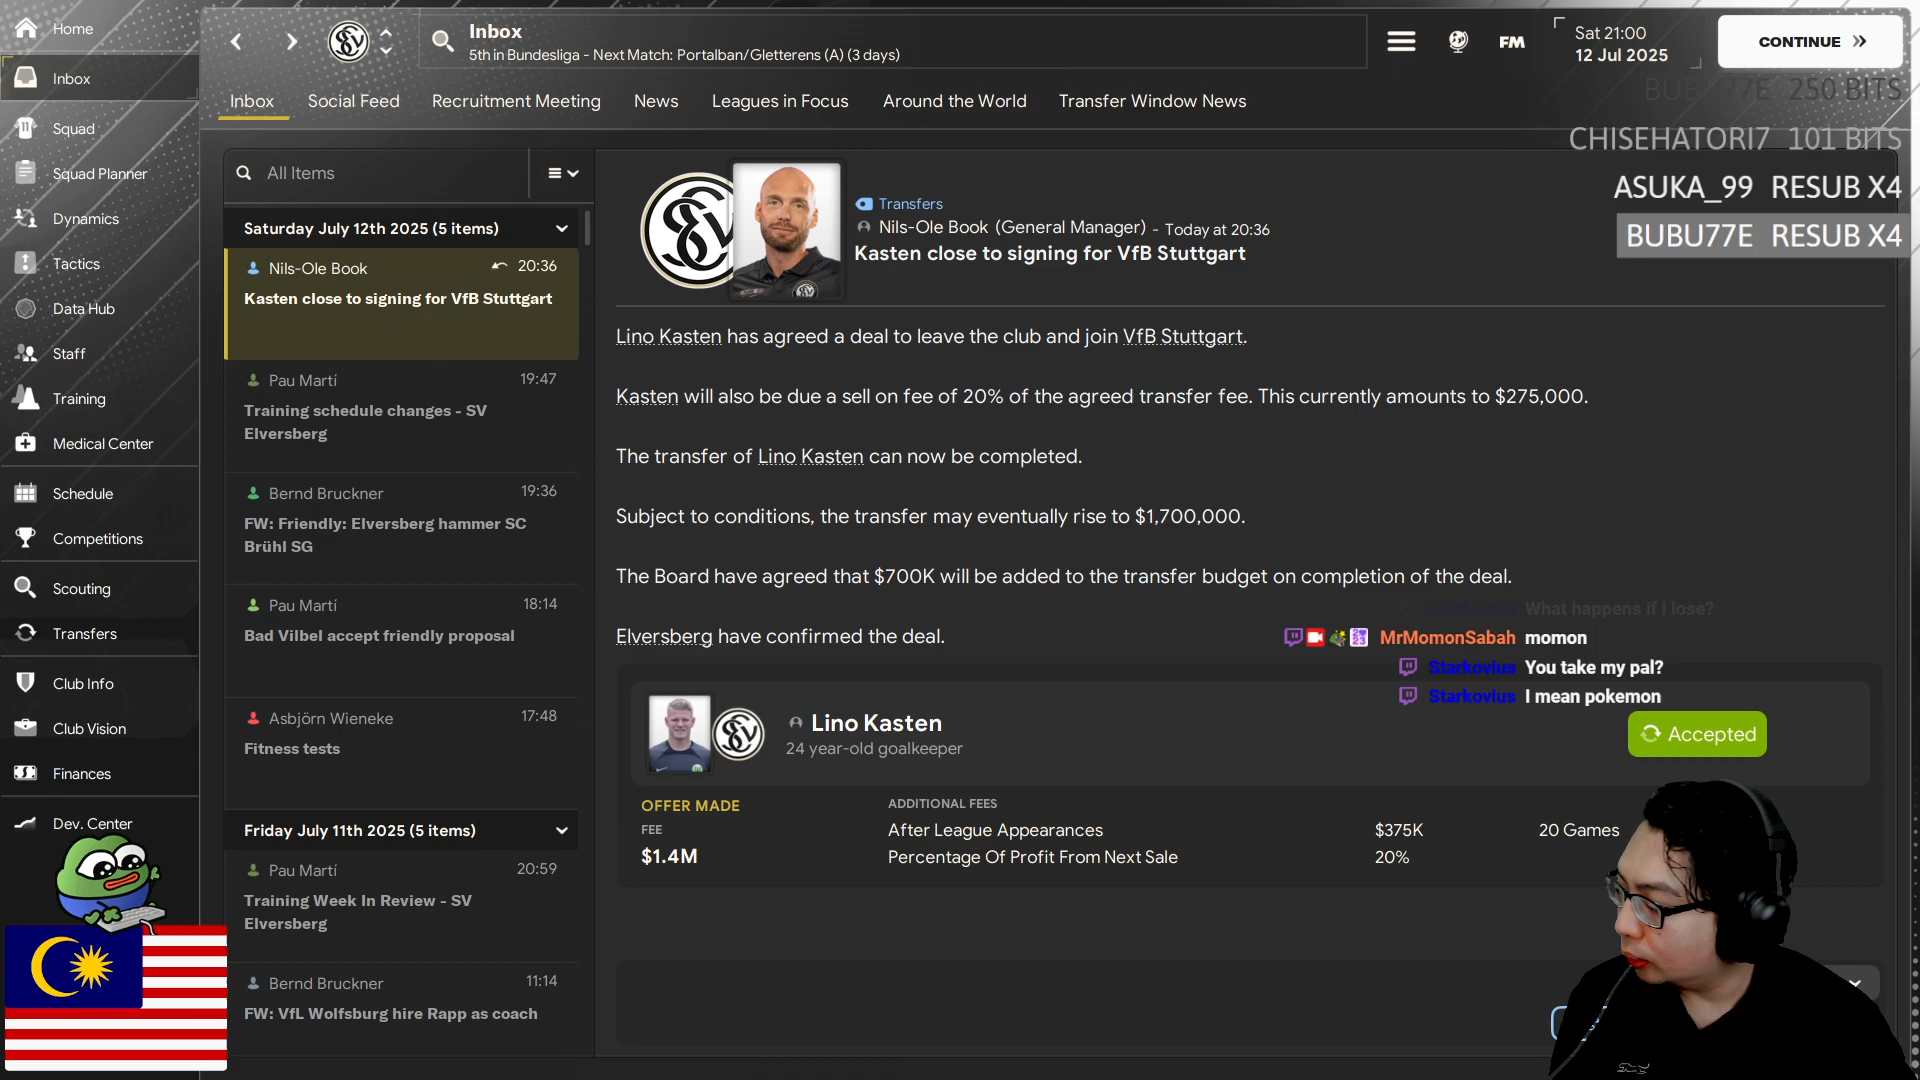 Home
Inbox
Squad
Squad Planner
Dynamics
Tactics
Data Hub
Staff
Training
Medical Center
Schedule
Competitions
Scouting
Transfers
Club Info
Club Vision
Finances
Dev. Center
Inbox
5th in Bundesliga - Next Match: Portalban/Gletterens (A) (3 days)
FM
Sat 21:00
12 Jul 2025
CONTINUE
Inbox
Social Feed
Recruitment Meeting
News
Leagues in Focus
Around the World
Transfer Window News
BUBU77E 250 BITS
CHISEHATORI7 101 BITS
ASUKA_99 RESUB X4
BUBU77E RESUB X4
All Items
Saturday July 12th 2025 (5 items)
Nils-Ole Book 20:36
Kasten close to signing for VfB Stuttgart
Pau Martí 19:47
Training schedule changes - SV
Elversberg
Bernd Bruckner 19:36
FW: Friendly: Elversberg hammer SC
Brühl SG
Pau Martí 18:14
Bad Vilbel accept friendly proposal
Asbjörn Wieneke 17:48
Fitness tests
Friday July 11th 2025 (5 items)
Pau Martí 20:59
Training Week In Review - SV
Elversberg
Bernd Bruckner 11:14
FW: VfL Wolfsburg hire Rapp as coach
Transfers
Nils-Ole Book (General Manager) - Today at 20:36
Kasten close to signing for VfB Stuttgart
Lino Kasten has agreed a deal to leave the club and join VfB Stuttgart.
Kasten will also be due a sell on fee of 20% of the agreed transfer fee. This currently amounts to $275,000.
The transfer of Lino Kasten can now be completed.
Subject to conditions, the transfer may eventually rise to $1,700,000.
The Board have agreed that $700K will be added to the transfer budget on completion of the deal.
Elversberg have confirmed the deal.
Starkovius What happens if i lose?
MrMomonSabah momon
Starkovius You take my pal?
Starkovius I mean pokemon
Lino Kasten
24 year-old goalkeeper
Accepted
OFFER MADE
FEE
$1.4M
ADDITIONAL FEES
After League Appearances $375K 20 Games
Percentage Of Profit From Next Sale 20%